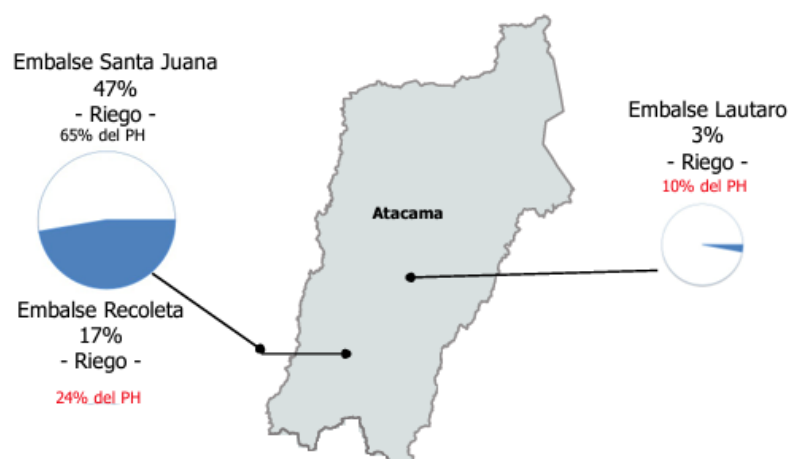 Embalse Santa Juana
47%
- Riego -
65% del PH
Embalse Lautaro
3%
- Riego -
10% del PH
Atacama
Embalse Recoleta
17%
- Riego -
24% del PH